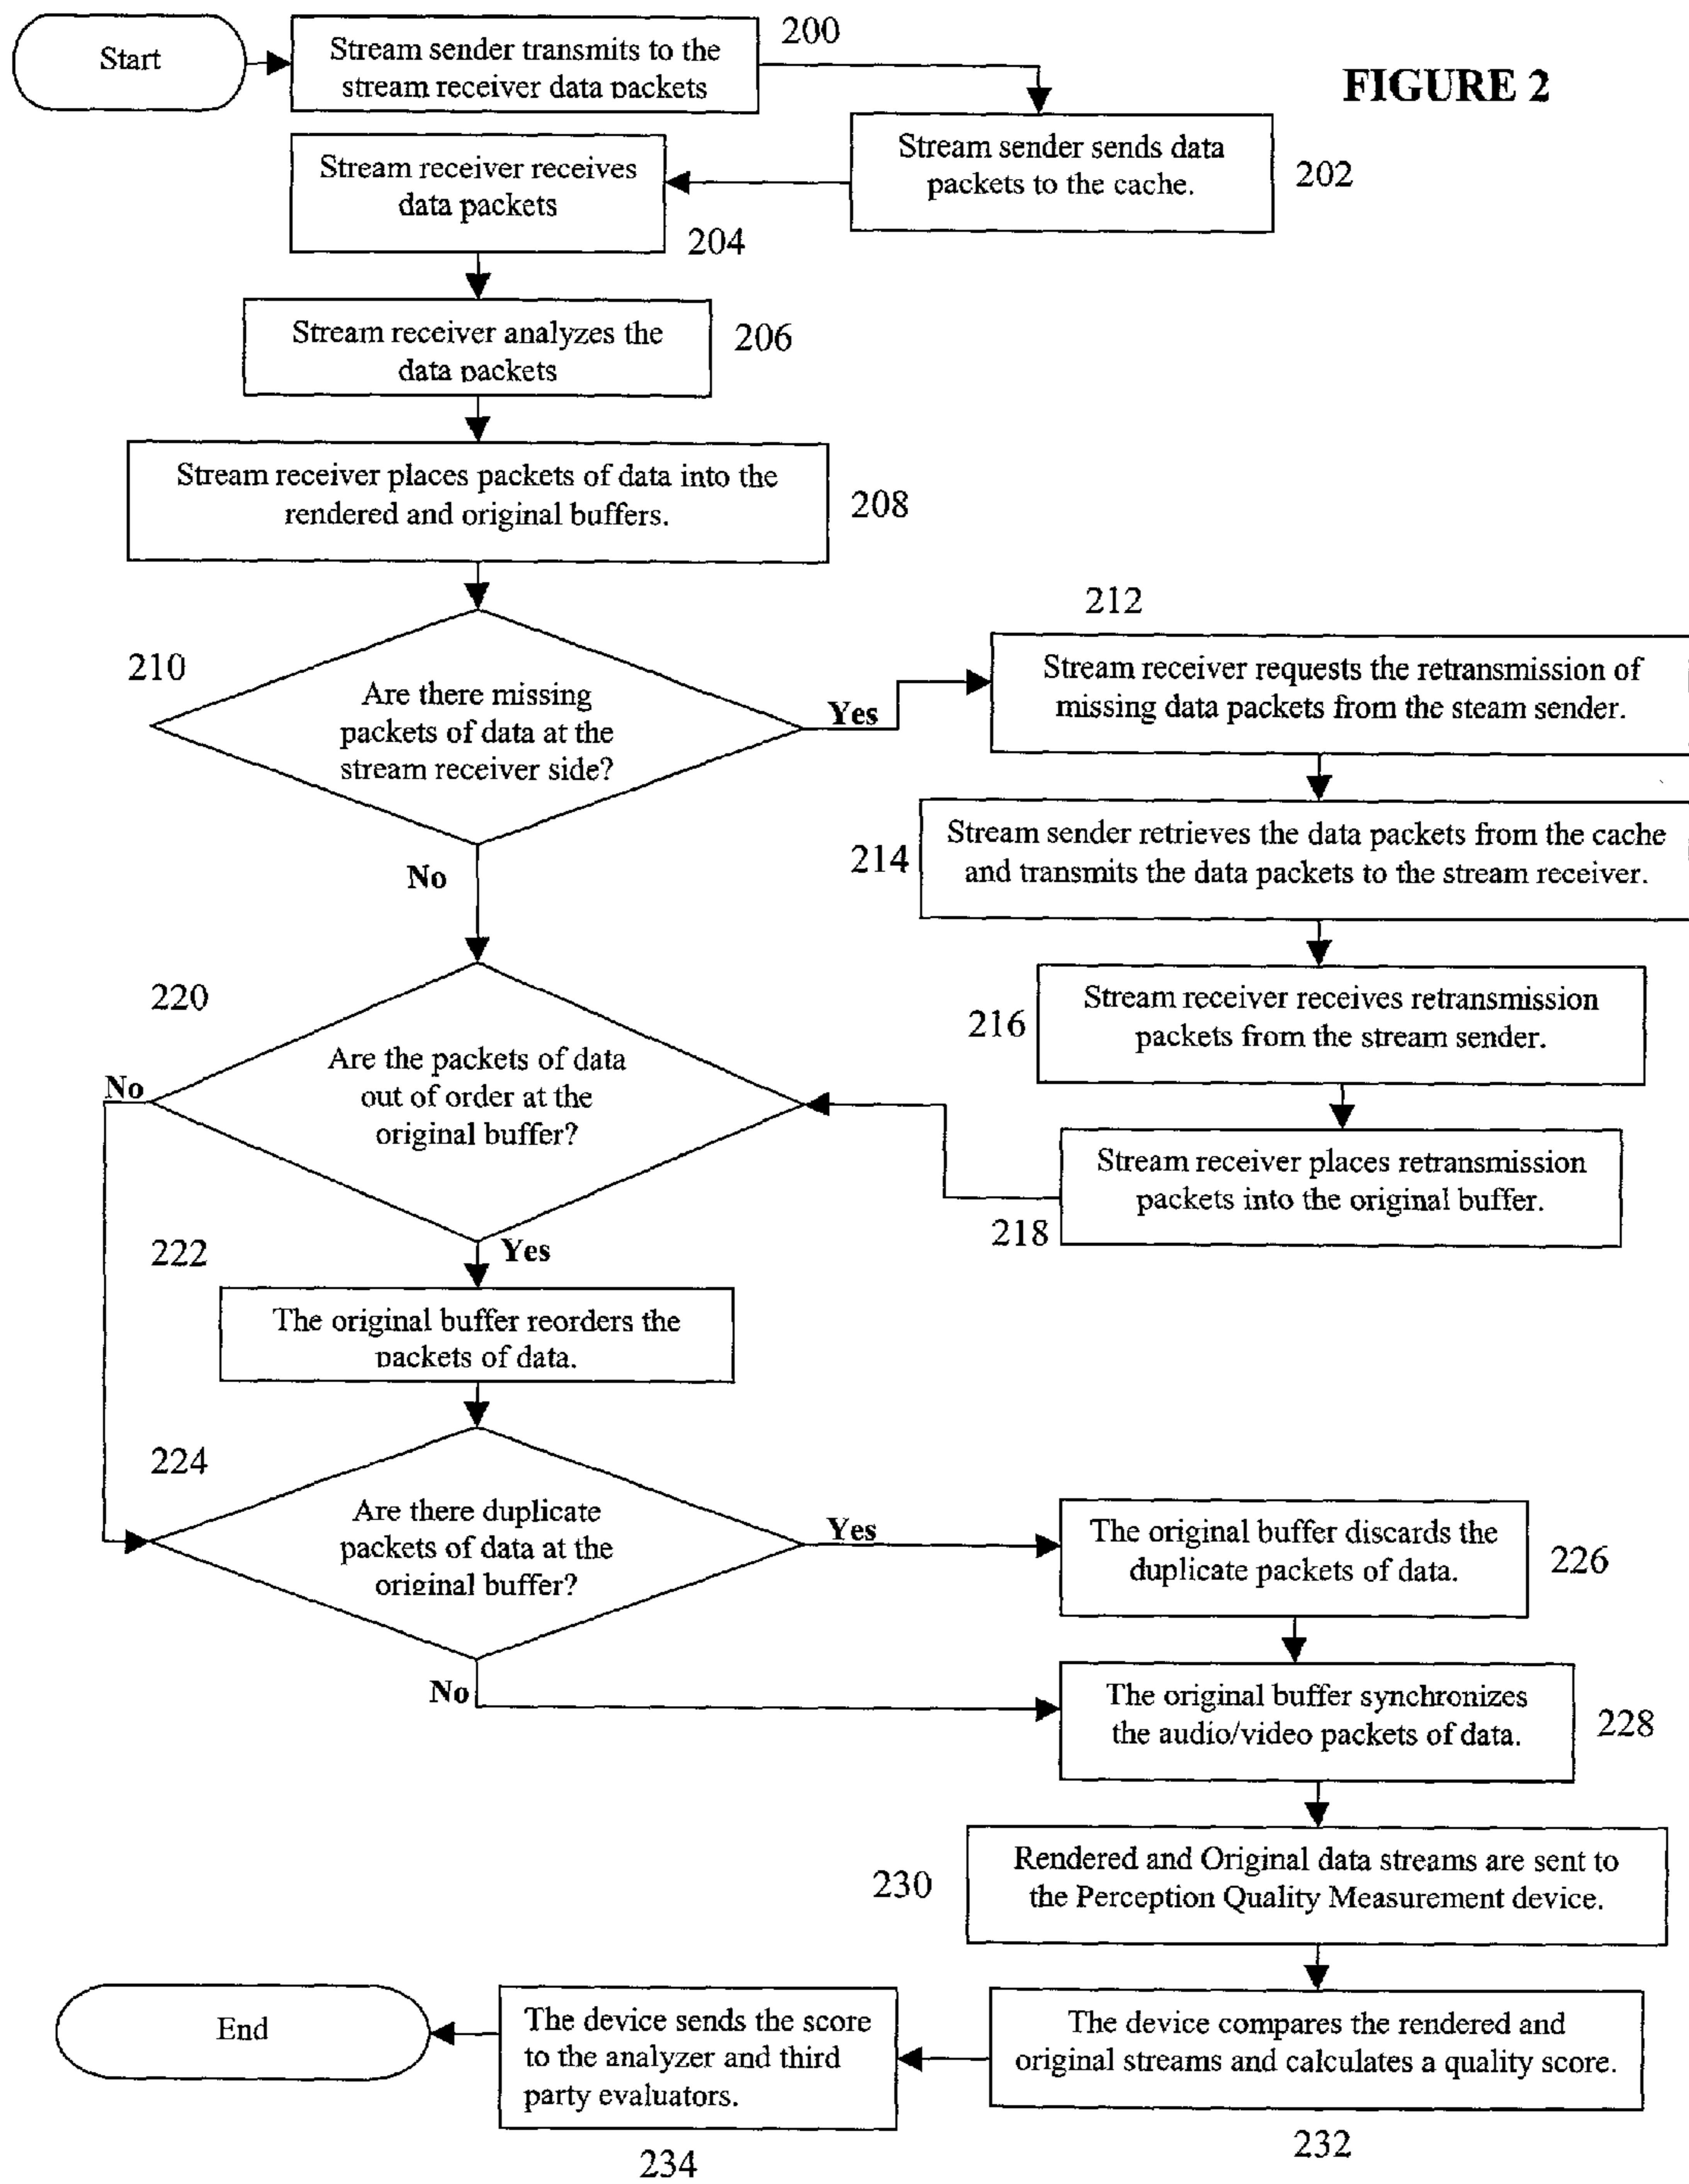 Start
Stream sender transmits to the
stream receiver data packets
200
FIGURE 2
Stream sender sends data
packets to the cache.
202
Stream receiver receives
data packets
204
Stream receiver analyzes the
data packets
206
Stream receiver places packets of data into the
rendered and original buffers.
208
210
Are there missing
packets of data at the
stream receiver side?
Yes
No
212
Stream receiver requests the retransmission of
missing data packets from the steam sender.
214
Stream sender retrieves the data packets from the cache
and transmits the data packets to the stream receiver.
216
Stream receiver receives retransmission
packets from the stream sender.
Stream receiver places retransmission
packets into the original buffer.
218
220
Are the packets of data
out of order at the
original buffer?
No
Yes
222
The original buffer reorders the
packets of data.
224
Are there duplicate
packets of data at the
original buffer?
Yes
No
The original buffer discards the
duplicate packets of data.
226
The original buffer synchronizes
the audio/video packets of data.
228
230
Rendered and Original data streams are sent to
the Perception Quality Measurement device.
The device compares the rendered and
original streams and calculates a quality score.
232
The device sends the score
to the analyzer and third
party evaluators.
234
End